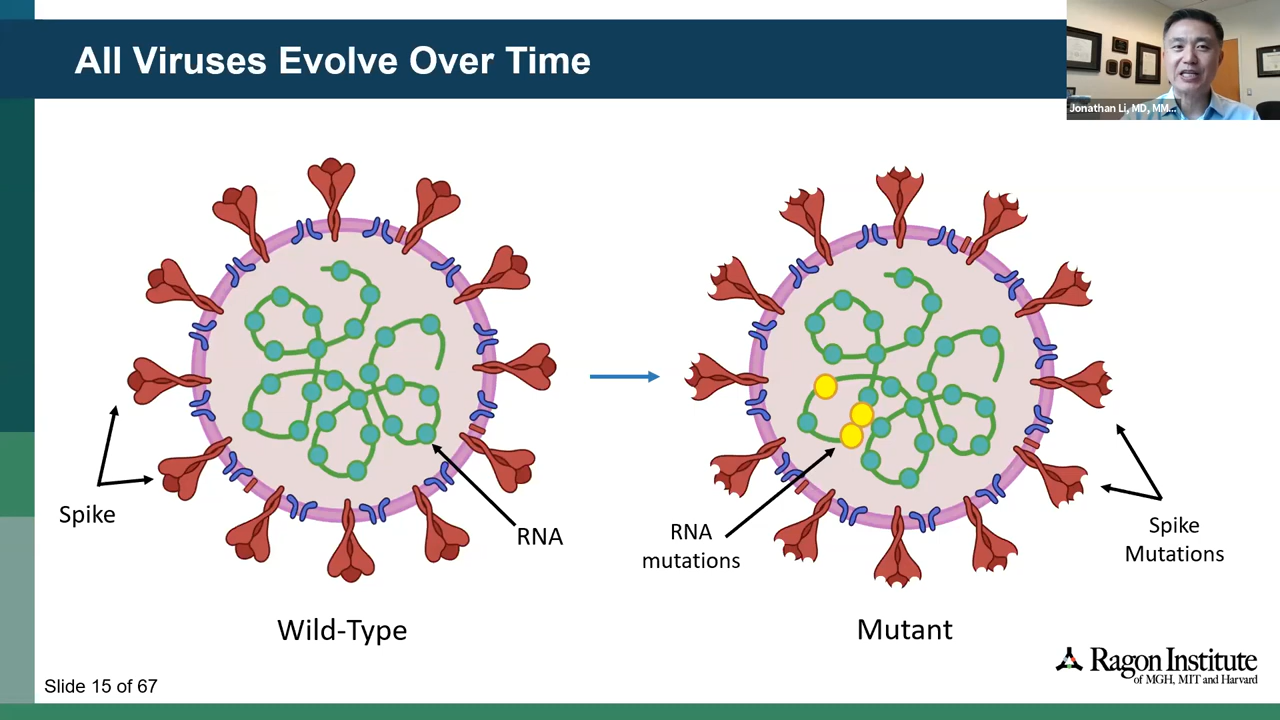 All Viruses Evolve Over Time
Jonathan Li, MD, MM...
Spike
RNA
RNA
mutations
Spike
Mutations
Wild-Type
Mutant
Ragon Institute
of MGH, MIT and Harvard
Slide 15 of 67